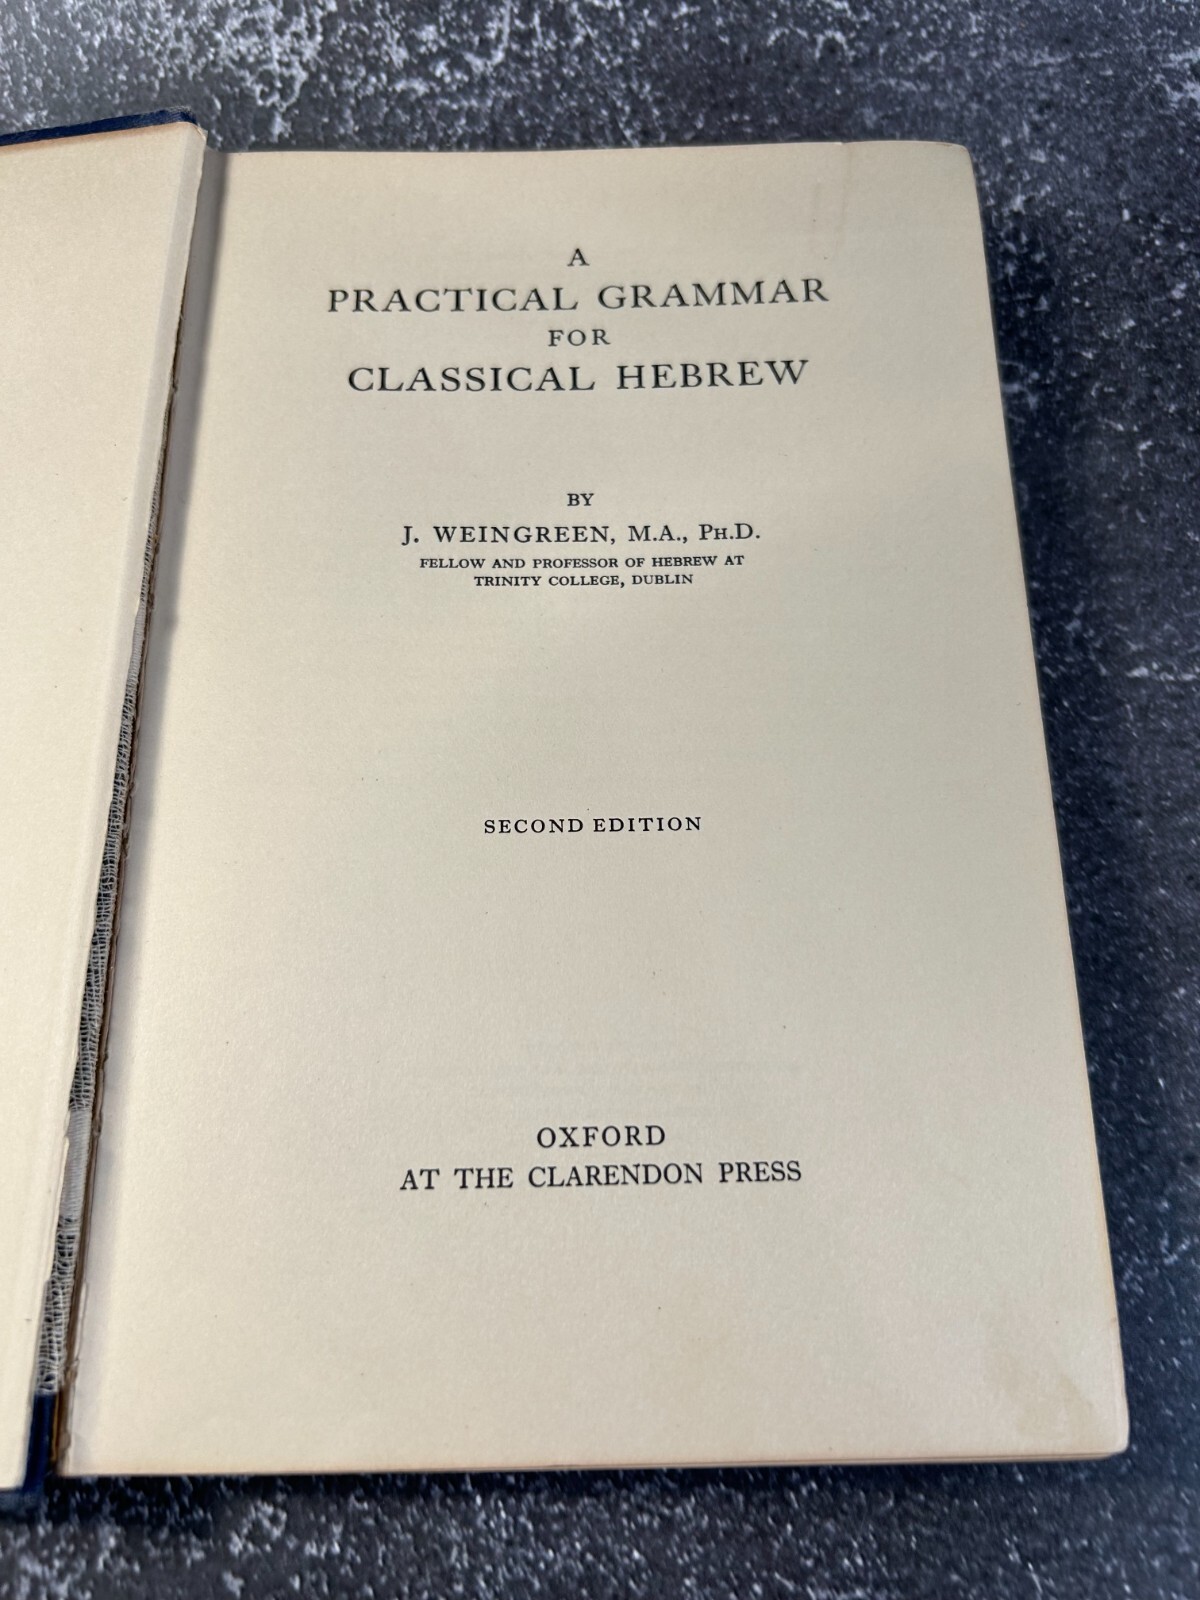 A
PRACTICAL GRAMMAR
FOR
CLASSICAL HEBREW
BY
J. WEINGREEN, M.A., PH.D.
FELLOW AND PROFESSOR OF HEBREW AT
TRINITY COLLEGE, DUBLIN
SECOND EDITION
OXFORD
AT THE CLARENDON PRESS